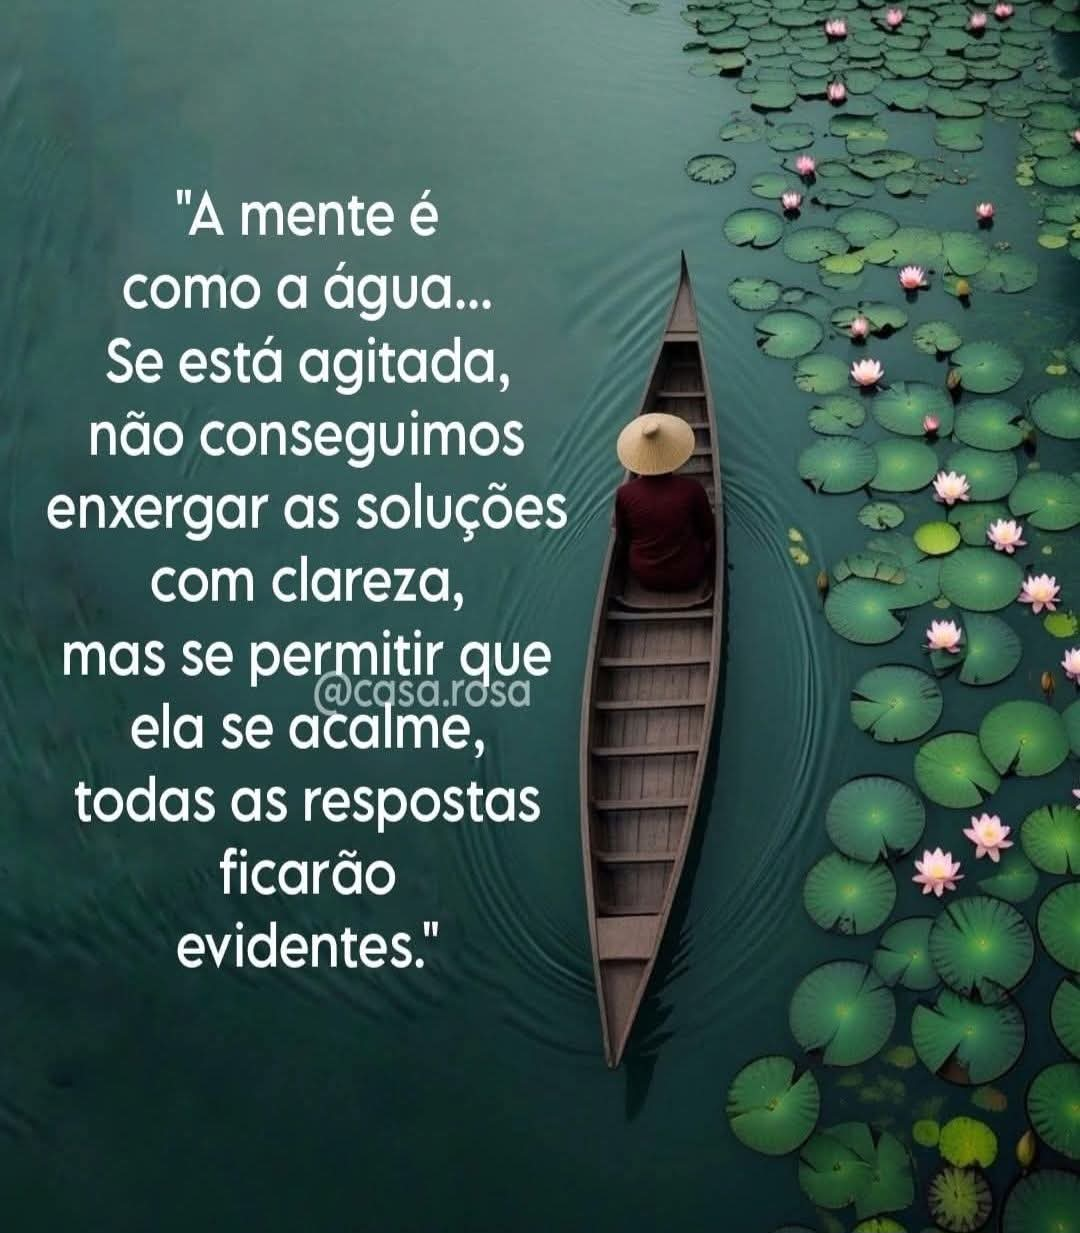 "A mente é
como a água...
Se está agitada,
não conseguimos
enxergar as soluções
com clareza,
mas se permitir que
@casa.rosa
ela se acalme,
todas as respostas
ficarão
evidentes."